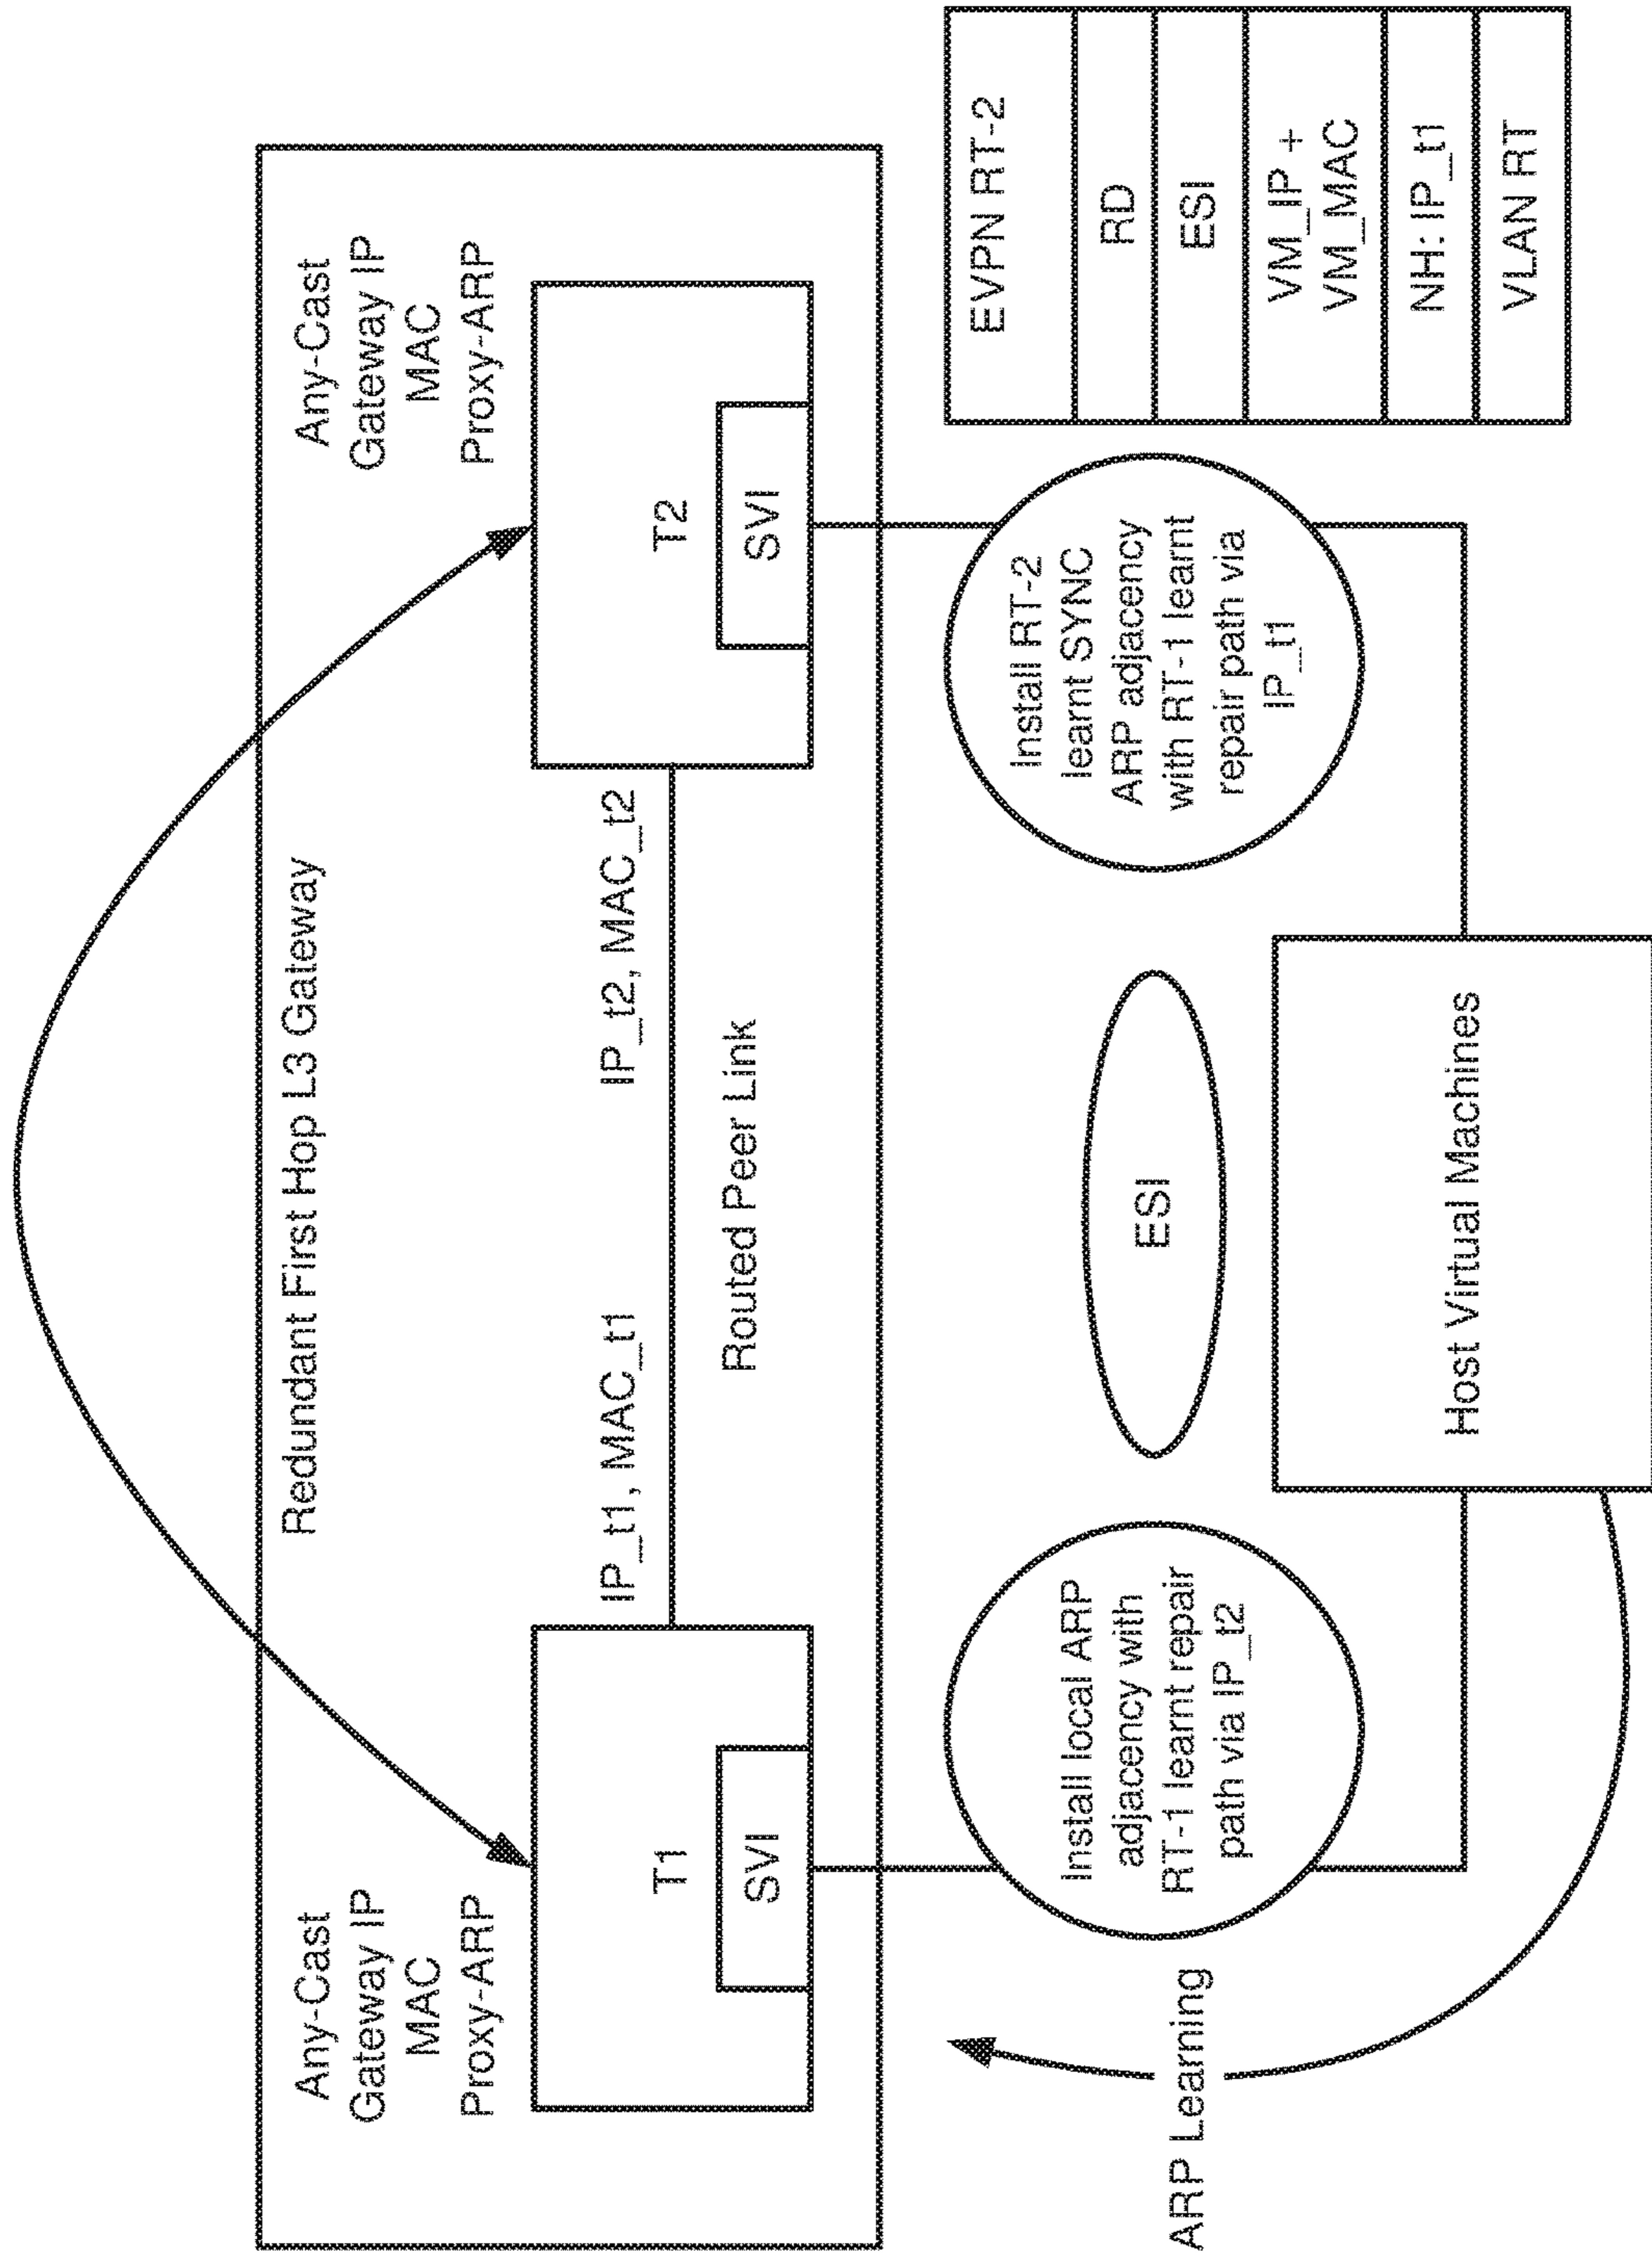 Redundant First Hop L3 Gateway
Any-Cast
Gateway IP
MAC
Proxy-ARP
Any-Cast
Gateway IP
MAC
Proxy-ARP
T1
SVI
IP_t1, MAC_t1
IP_t2, MAC_t2
Routed Peer Link
T2
SVI
ARP Learning
Install local ARP
adjacency with
RT-1 learnt repair
path via IP_t2
ESI
Install RT-2
learnt SYNC
ARP adjacency
with RT-1 learnt
repair path via
IP_t1
Host Virtual Machines
EVPN RT-2
RD
ESI
VM_IP +
VM_MAC
NH: IP_t1
VLAN RT